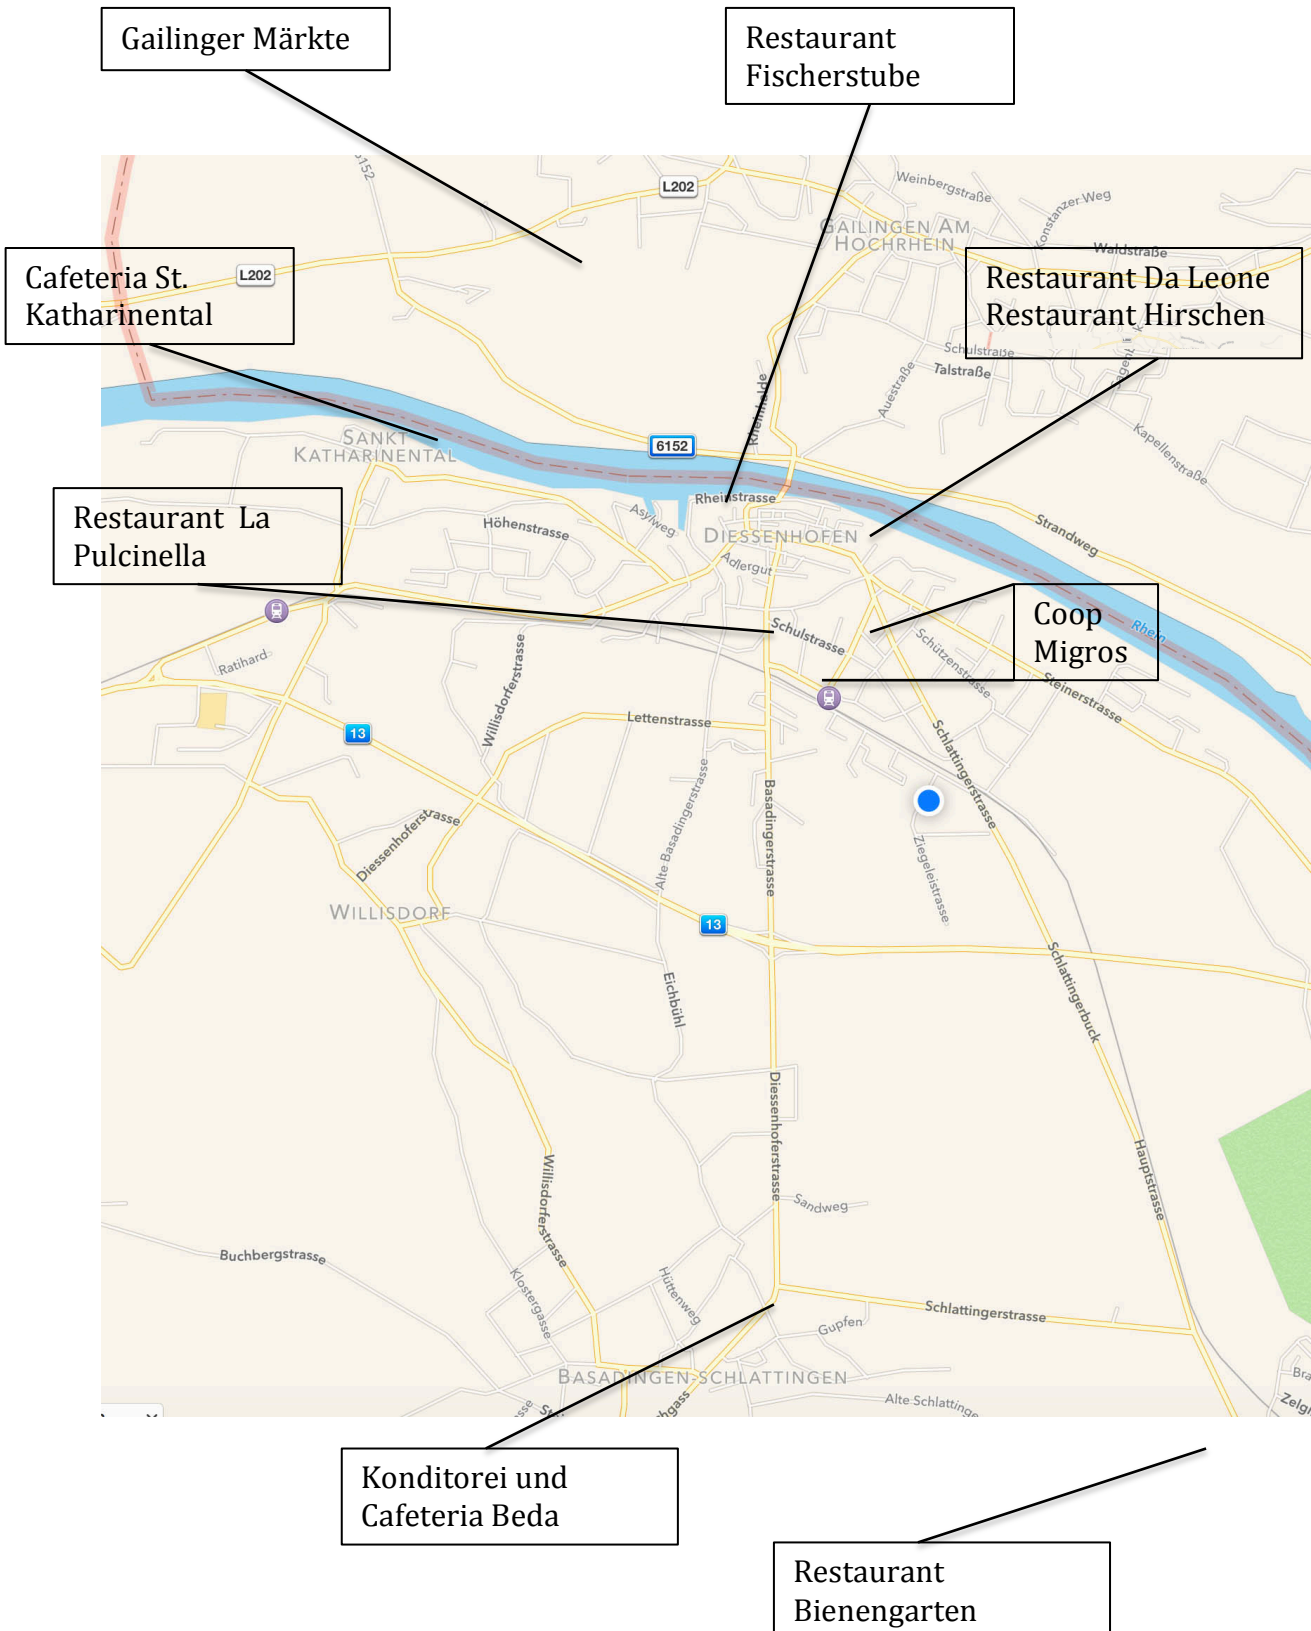 Gailinger Märkte
Restaurant
Fischerstube
L202
Weinbergstraße
Konstanzer Weg
GAILINGEN AM
HOCHRHEIN
Waldstraße
Cafeteria St.
Katharinental
L202
Restaurant Da Leone
Restaurant Hirschen
Schulstraße
Talstraße
Auestraße
Rheinhalde
Kapellenstraße
SANKT
KATHARINENTAL
6152
Rheinstrasse
Restaurant La
Pulcinella
Höhenstrasse
Asylweg
DIESSENHOFEN
Strandweg
Adlergut
Coop
Migros
Rhein
Schulstrasse
Schützenstrasse
Steinerstrasse
Ratihard
Willisdorferstrasse
Lettenstrasse
13
Schlattingerstrasse
Basadingerstrasse
Alte Basadingerstrasse
Diessenhoferstrasse
Ziegeleistrasse
WILLISDORF
13
Eichbühl
Schlattingerbuck
Diessenhoferstrasse
Hauptstrasse
Willisdorferstrasse
Sandweg
Buchbergstrasse
Klostergasse
Hüttenweg
Schlattingerstrasse
Gupfen
BASADINGEN-SCHLATTINGEN
Alte Schlattinge
Konditorei und
Cafeteria Beda
Restaurant
Bienengarten